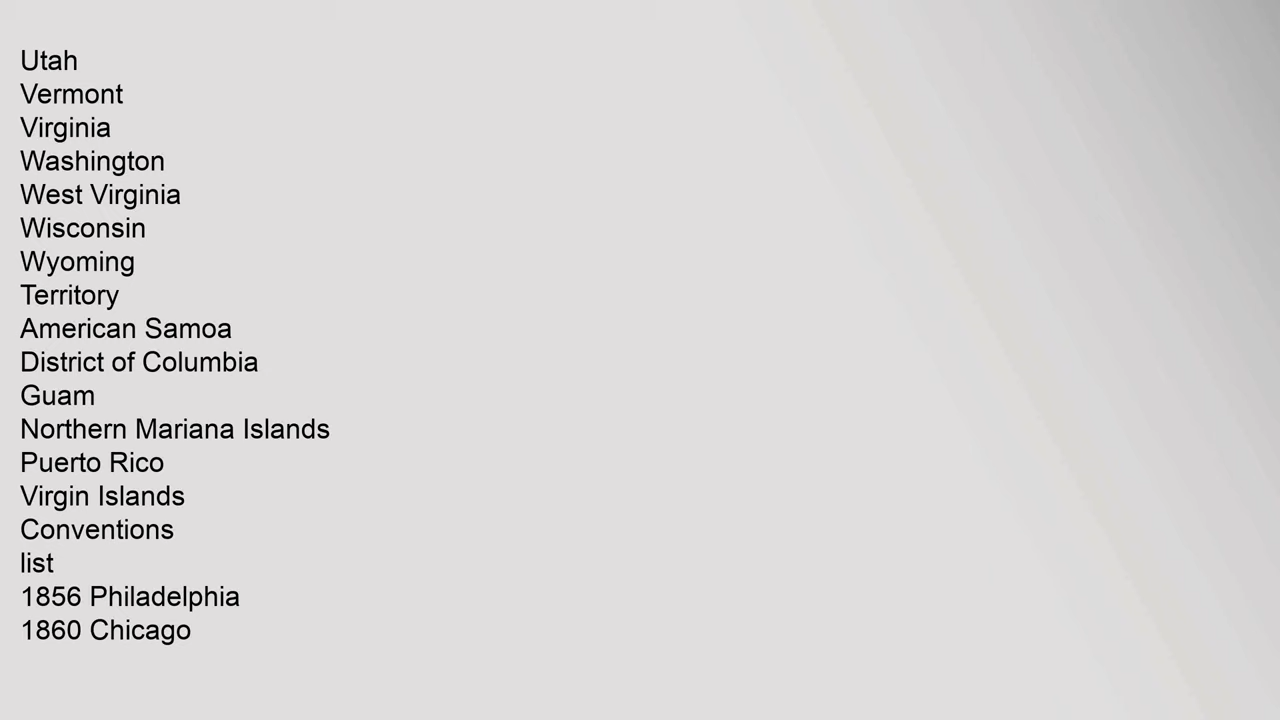 Utah
Vermont
Virginia
Washington
West Virginia
Wisconsin
Wyoming
Territory
American Samoa
District of Columbia
Guam
Northern Mariana Islands
Puerto Rico
Virgin Islands
Conventions
list
1856 Philadelphia
1860 Chicago